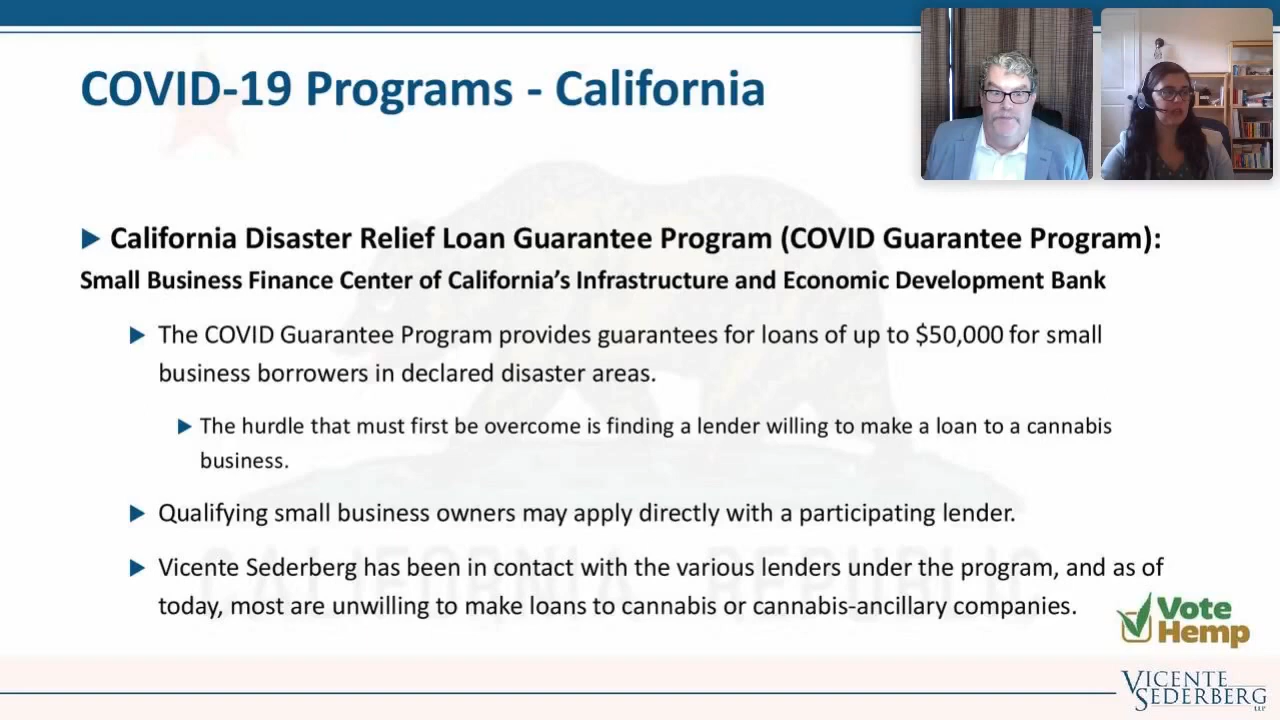 COVID-19 Programs - California
▶ California Disaster Relief Loan Guarantee Program (COVID Guarantee Program):
Small Business Finance Center of California's Infrastructure and Economic Development Bank
▶ The COVID Guarantee Program provides guarantees for loans of up to $50,000 for small
business borrowers in declared disaster areas.
▶ The hurdle that must first be overcome is finding a lender willing to make a loan to a cannabis
business.
▶ Qualifying small business owners may apply directly with a participating lender.
▶ Vicente Sederberg has been in contact with the various lenders under the program, and as of
today, most are unwilling to make loans to cannabis or cannabis-ancillary companies.
CALIFORNIA REPUBLIC
Vote
Hemp
VICENTE
SEDERBERG
LLP